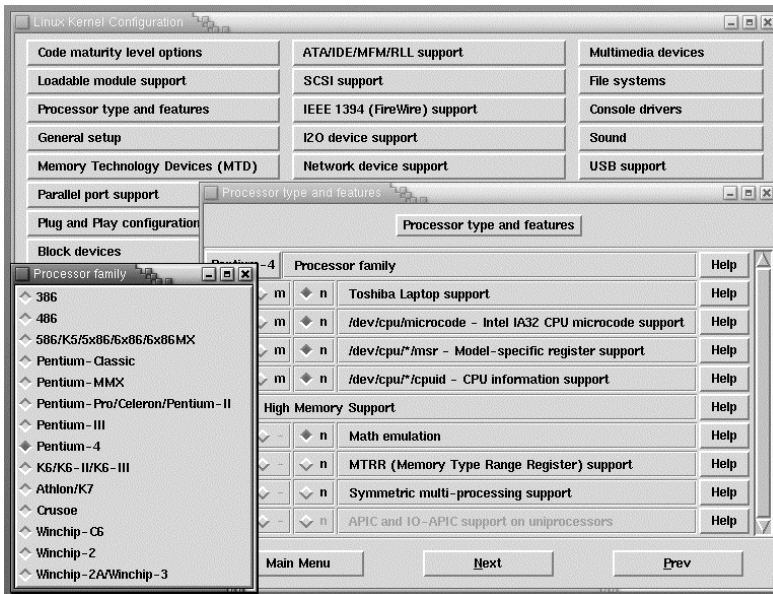 Linux Kernel Configuration
Code maturity level options
ATA/IDE/MFM/RLL support
Multimedia devices
Loadable module support
SCSI support
File systems
Processor type and features
IEEE 1394 (FireWire) support
Console drivers
General setup
I2O device support
Sound
Memory Technology Devices (MTD)
Network device support
USB support
Parallel port support
Plug and Play configuration
Block devices
Processor type and features
Processor type and features
Pentium-4 Processor family Help
m n Toshiba Laptop support Help
/dev/cpu/microcode - Intel IA32 CPU microcode support Help
m n /dev/cpu/*/msr - Model-specific register support Help
m n /dev/cpu/*/cpuid - CPU information support Help
High Memory Support Help
- n Math emulation Help
- n MTRR (Memory Type Range Register) support Help
- n Symmetric multi-processing support Help
- n APIC and IO-APIC support on uniprocessors Help
Main Menu
Next
Prev
Processor family
386
486
586/K5/5x86/6x86/6x86MX
Pentium-Classic
Pentium-MMX
Pentium-Pro/Celeron/Pentium-II
Pentium-III
Pentium-4
K6/K6-II/K6-III
Athlon/K7
Crusoe
Winchip-C6
Winchip-2
Winchip-2A/Winchip-3